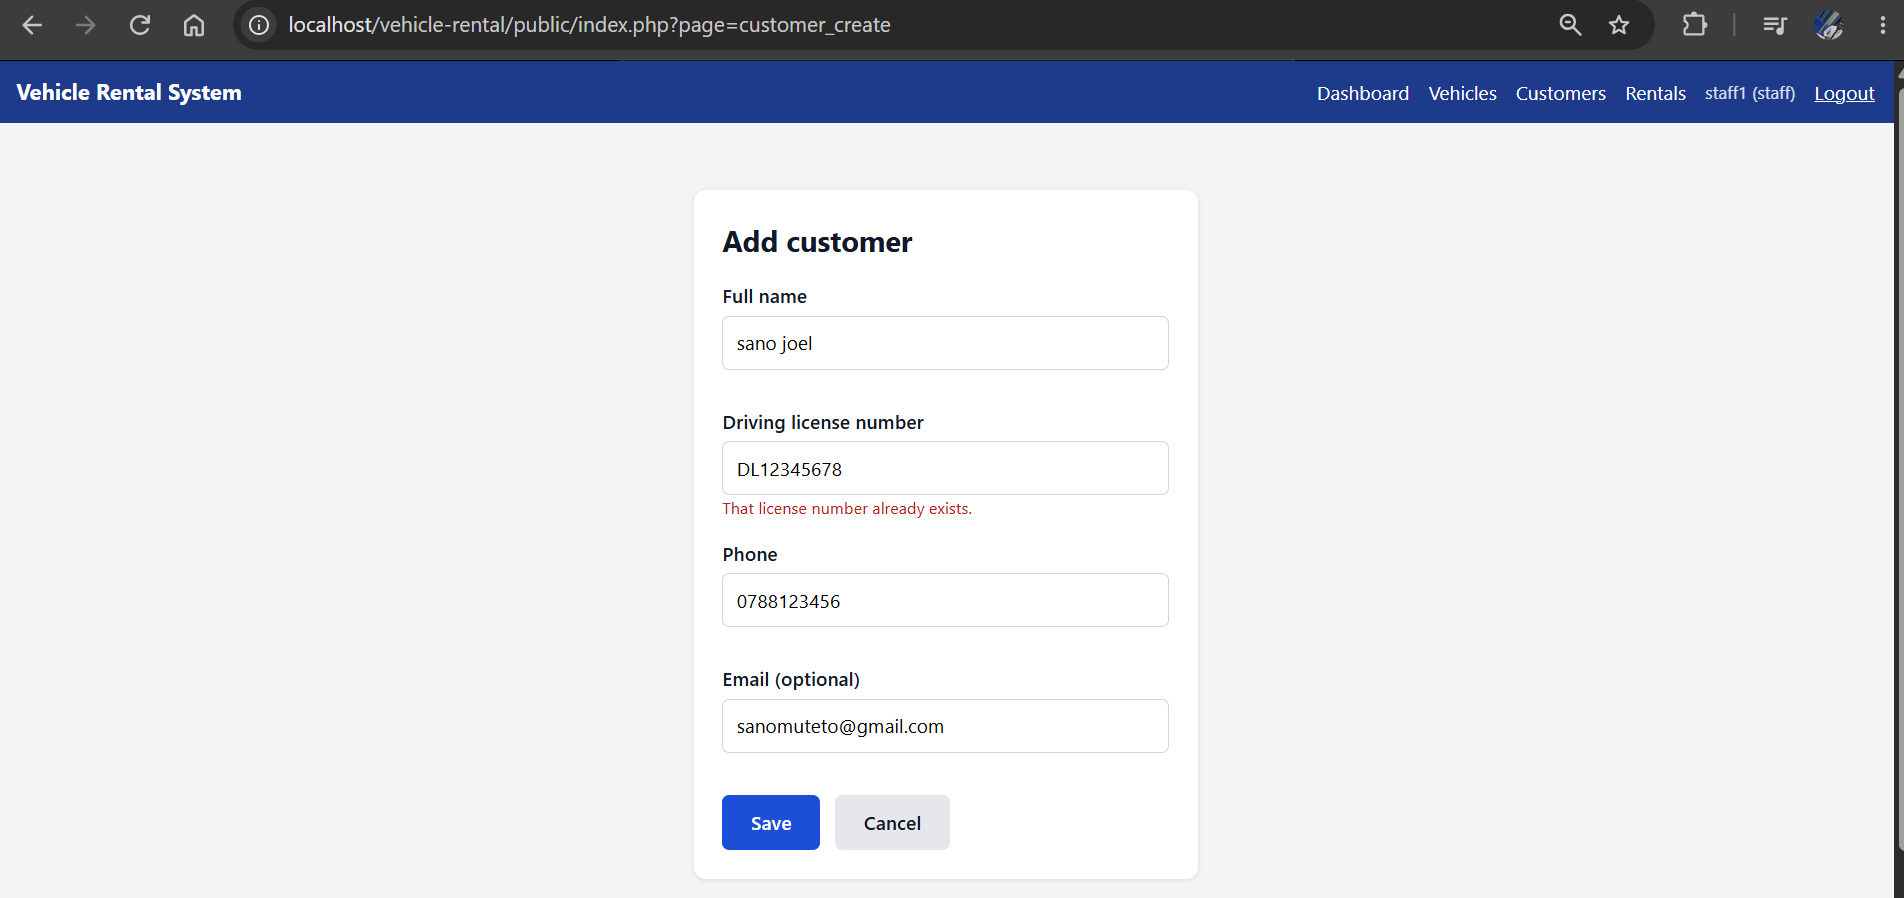 localhost/vehicle-rental/public/index.php?page=customer_create
Vehicle Rental System
Dashboard Vehicles Customers Rentals staff1 (staff) Logout
Add customer
Full name
sano joel
Driving license number
DL12345678
That license number already exists.
Phone
0788123456
Email (optional)
sanomuteto@gmail.com
Save Cancel